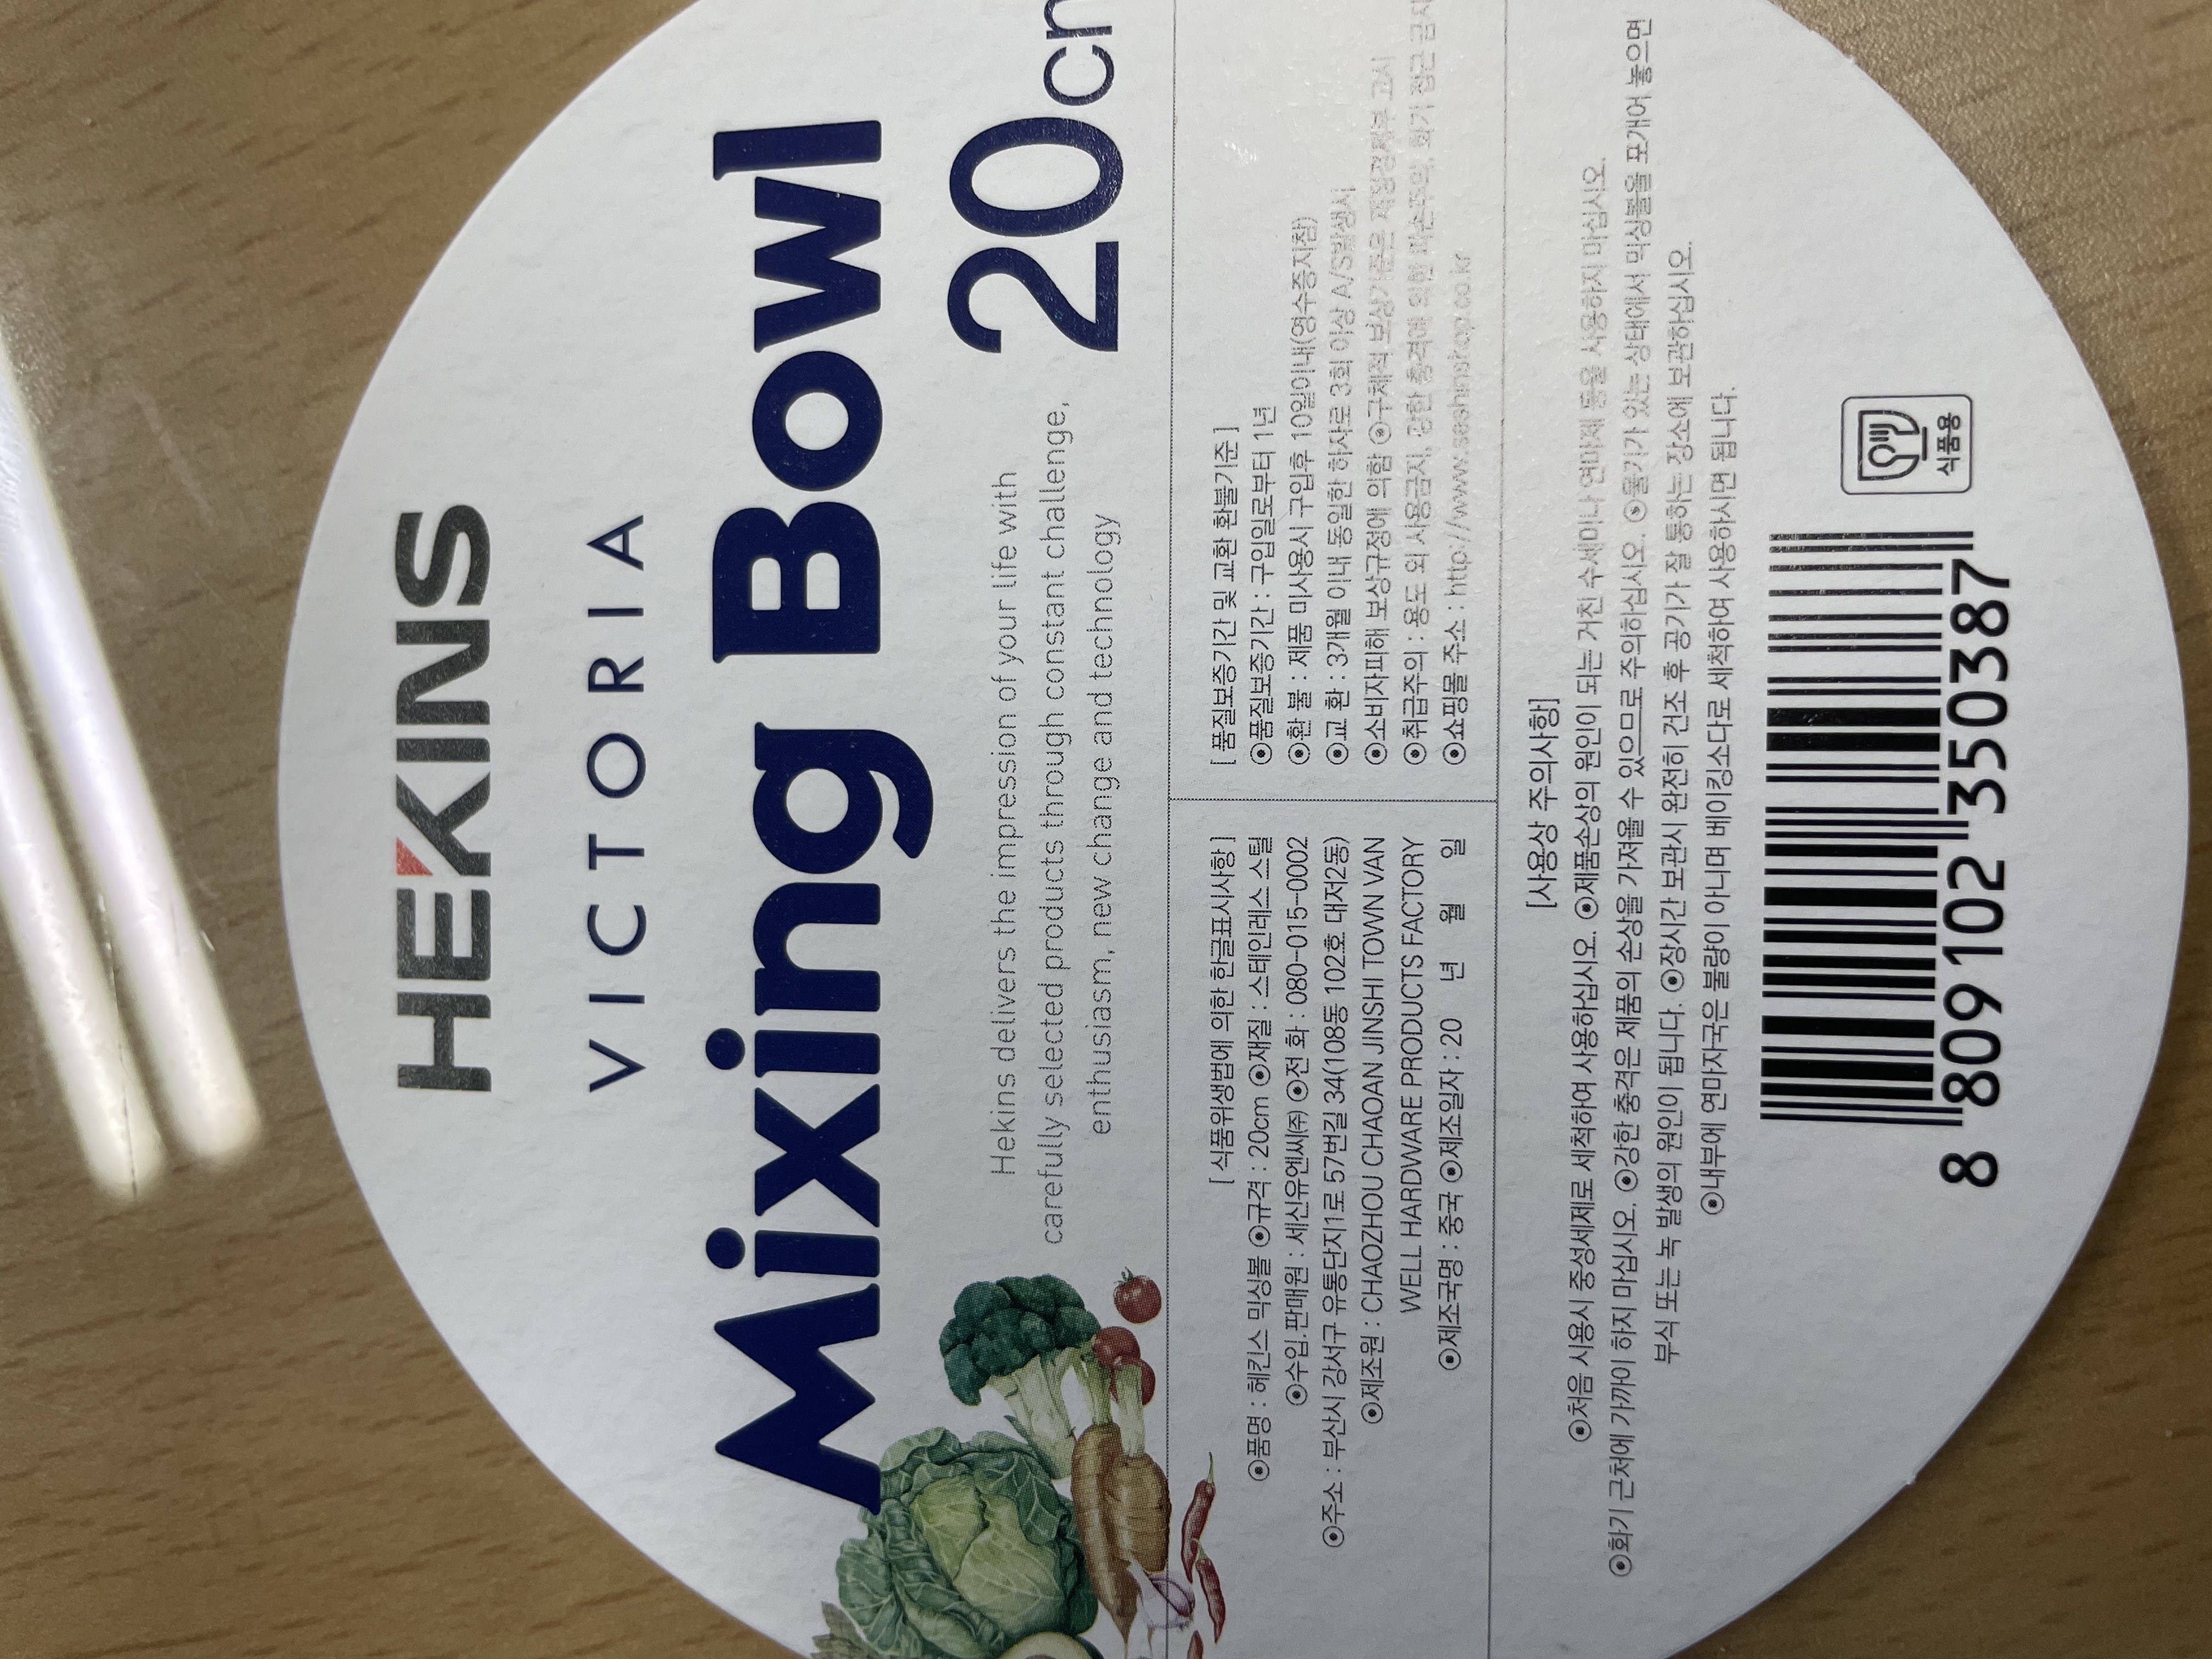 HEKINS
VICTORIA
Mixing Bowl
20cm
Hekins delivers the impression of your life with
carefully selected products through constant challenge,
enthusiasm, new change and technology
[ 식품위생법에 의한 한글표시사항 ]
⊙품명 : 헤킨스 믹싱볼 ⊙규격 : 20cm ⊙재질 : 스테인레스 스틸
⊙수입.판매원 : 세신유엔씨㈜ ⊙전 화 : 080-015-0002
⊙주소 : 부산시 강서구 유통단지1로 57번길 34(108동 102호 대저2동)
⊙제조원 : CHAOZHOU CHAOAN JINSHI TOWN VAN
WELL HARDWARE PRODUCTS FACTORY
⊙제조국명 : 중국 ⊙제조일자 : 20 년 월 일
[ 품질보증기간 및 교환 환불기준 ]
⊙품질보증기간 : 구입일로부터 1년
⊙환 불 : 제품 미사용시 구입후 10일이내(영수증지참)
⊙교 환 : 3개월 이내 동일한 하자로 3회 이상 A/S발생시
⊙소비자피해 보상규정에 의함 ⊙구체적 보상기준은 재정경제부 고시
⊙취급주의 : 용도 외 사용금지, 강한 충격에 의한 파손주의, 화기 접근 금지
⊙쇼핑몰 주소 : http://www.seshinshop.co.kr
[사용상 주의사항]
⊙처음 사용시 중성세제로 세척하여 사용하십시오. ⊙제품손상의 원인이 되는 거친 수세미나 연마제 등을 사용하지 마십시오.
⊙화기 근처에 가까이 하지 마십시오. ⊙강한 충격은 제품의 손상을 가져올 수 있으므로 주의하십시오. ⊙물기가 있는 상태에서 믹싱볼을 포개어 놓으면
부식 또는 녹 발생의 원인이 됩니다. ⊙장시간 보관시 완전히 건조 후 공기가 잘 통하는 장소에 보관하십시오.
⊙내부에 연마자국은 불량이 아니며 베이킹소다로 세척하여 사용하시면 됩니다.
8 809102 350387
식품용